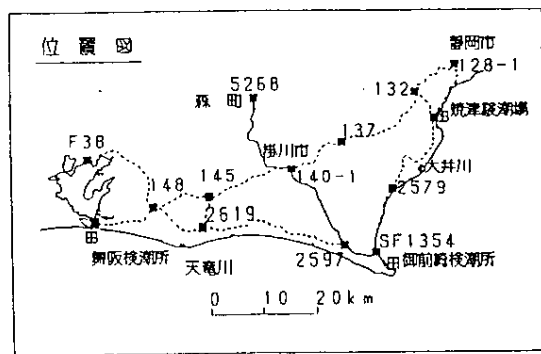 位置図
静岡市
128-1
5268
132
森町
焼津験潮場
137
F38
掛川市
大井川
145
140-1
148
2579
2619
SF1354
舞阪検潮所
天竜川
2597
御前崎検潮所
0 10 20km